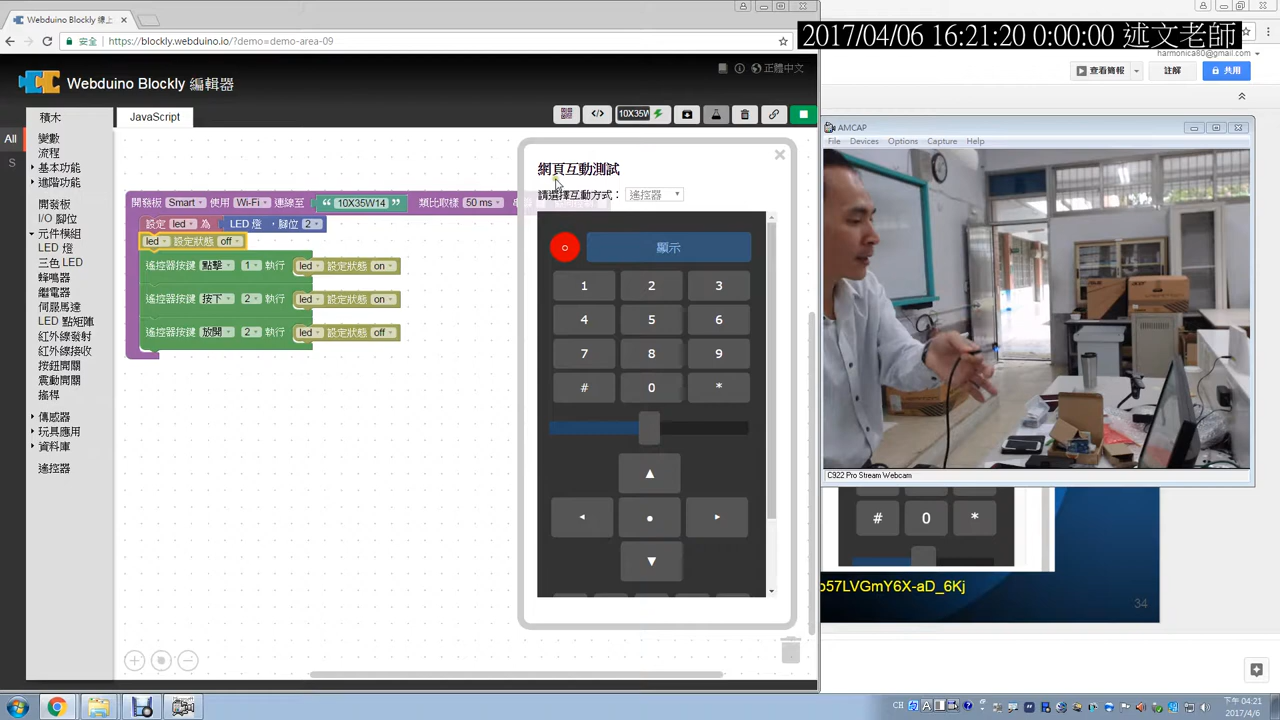 Webduino Blockly 線上
安全 https://blockly.webduino.io/?demo=demo-area-09
2017/04/06 16:21:20 0:00:00 述文老師
harmonica80@gmail.com
查看簡報
註解
共用
正體中文
Webduino Blockly 編輯器
積木
JavaScript
10X35W
All
S
變數
流程
基本功能
進階功能
開發板
I/O 腳位
元件模組
LED 燈
三色 LED
蜂鳴器
繼電器
伺服馬達
LED 點矩陣
紅外線發射
紅外線接收
按鈕開關
震動開關
搖桿
傳感器
玩具應用
資料庫
遙控器
開發板 Smart 使用 Wi-Fi 連線至 “ 10X35W14 ” 類比取樣 50 ms
設定 led 為 LED 燈 ,腳位 2
led 設定狀態 off
遙控器按鍵 點擊 1 執行 led 設定狀態 on
遙控器按鍵 按下 2 執行 led 設定狀態 on
遙控器按鍵 放開 2 執行 led 設定狀態 off
網頁互動測試
請選擇互動方式: 遙控器
顯示
1 2 3
4 5 6
7 8 9
# 0 *
AMCAP
File Devices Options Capture Help
C922 Pro Stream Webcam
# 0 *
o57LVGmY6X-aD_6Kj
34
CH
下午 04:21
2017/4/6